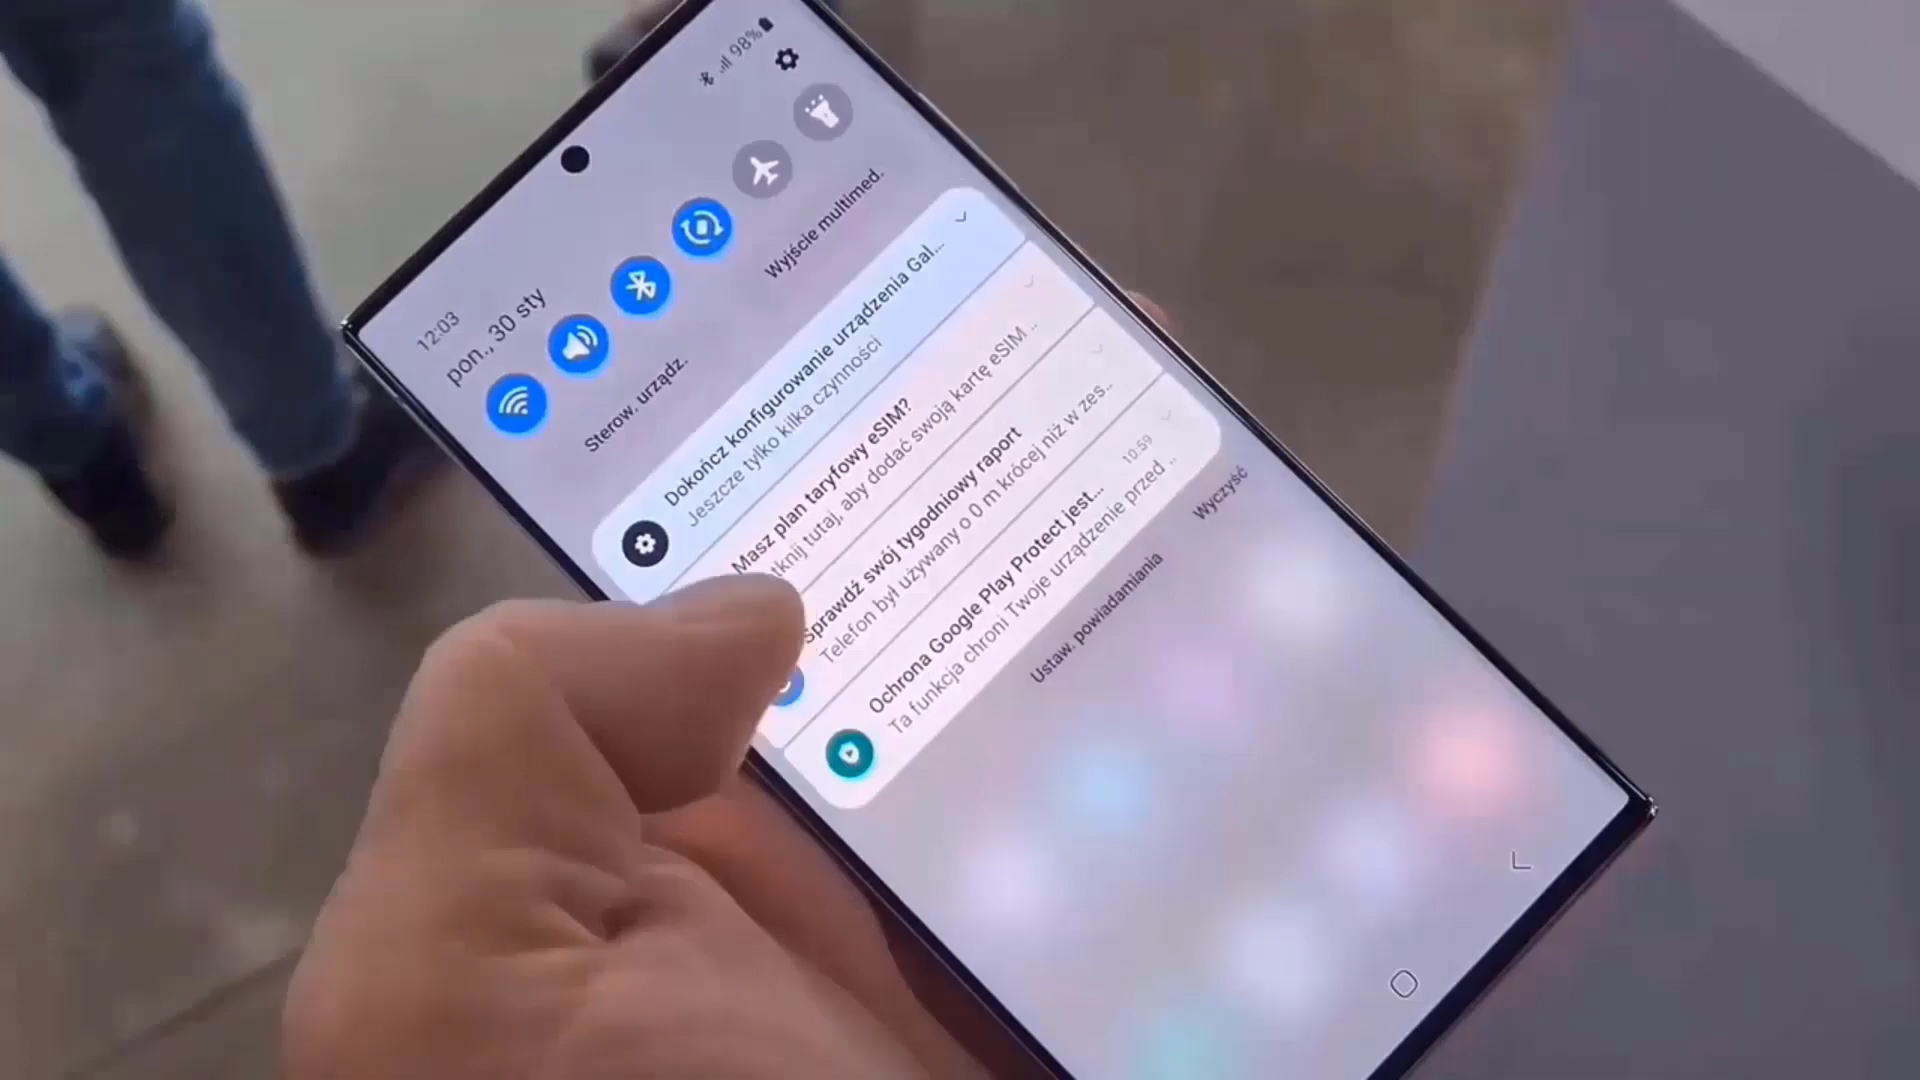 12:03
98%
pon., 30 sty
Sterow. urządz.
Wyjście multimed.
Dokończ konfigurowanie urządzenia Gal...
Jeszcze tylko kilka czynności
Masz plan taryfowy eSIM?
tknij tutaj, aby dodać swoją kartę eSIM ..
Sprawdź swój tygodniowy raport
Telefon był używany o 0 m krócej niż w zes..
Ochrona Google Play Protect jest...
10:59
Ta funkcja chroni Twoje urządzenie przed ..
Ustaw. powiadamiania
Wyczyść